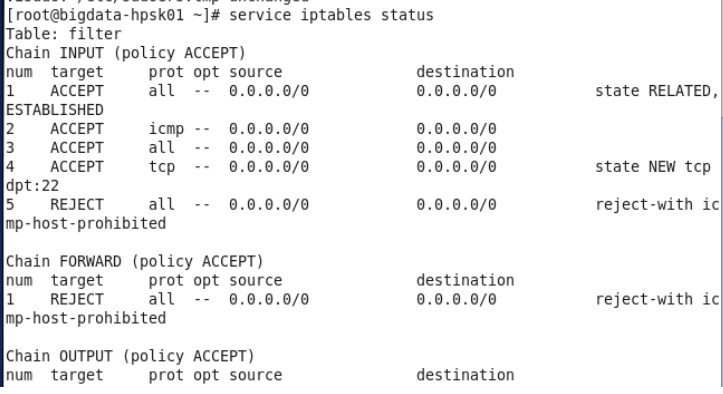 [root@bigdata-hpsk01 ~]# service iptables status
Table: filter
Chain INPUT (policy ACCEPT)
num  target     prot opt source               destination
1    ACCEPT     all  --  0.0.0.0/0            0.0.0.0/0           state RELATED,
ESTABLISHED
2    ACCEPT     icmp --  0.0.0.0/0            0.0.0.0/0
3    ACCEPT     all  --  0.0.0.0/0            0.0.0.0/0
4    ACCEPT     tcp  --  0.0.0.0/0            0.0.0.0/0           state NEW tcp
dpt:22
5    REJECT     all  --  0.0.0.0/0            0.0.0.0/0           reject-with ic
mp-host-prohibited

Chain FORWARD (policy ACCEPT)
num  target     prot opt source               destination
1    REJECT     all  --  0.0.0.0/0            0.0.0.0/0           reject-with ic
mp-host-prohibited

Chain OUTPUT (policy ACCEPT)
num  target     prot opt source               destination